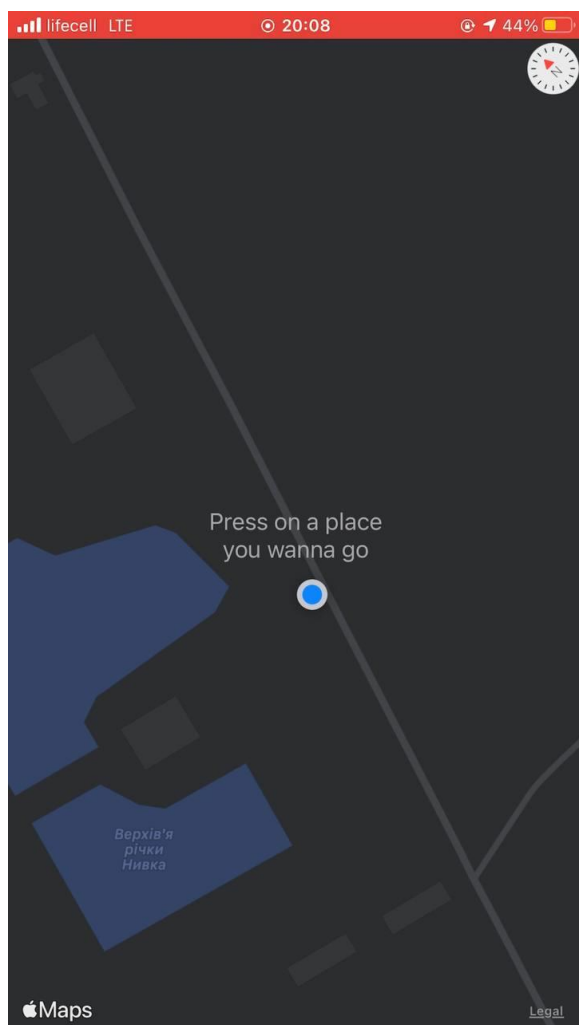 lifecell LTE 20:08 44%
N
Press on a place
you wanna go
Верхів'я
річки
Нивка
Maps
Legal